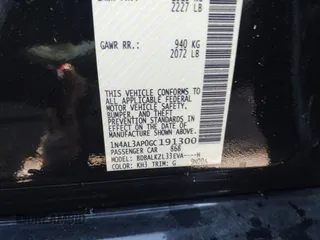 2227 LB
GAWR RR.: 940 KG
2072 LB
THIS VEHICLE CONFORMS TO
ALL APPLICABLE FEDERAL
MOTOR VEHICLE SAFETY,
BUMPER, AND THEFT
PREVENTION STANDARDS IN
EFFECT ON THE DATE OF
MANUFACTURE SHOWN ABOVE.
1N4AL3AP0GC191300
PASSENGER CAR 868
MODEL: BDBALKZL33EVA----H
COLOR: KH3 TRIM: G